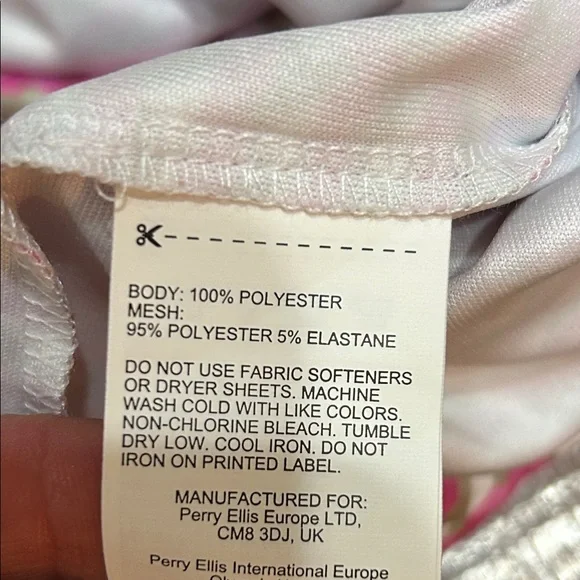 BODY: 100% POLYESTER
MESH:
95% POLYESTER 5% ELASTANE
DO NOT USE FABRIC SOFTENERS
OR DRYER SHEETS. MACHINE
WASH COLD WITH LIKE COLORS.
NON-CHLORINE BLEACH. TUMBLE
DRY LOW. COOL IRON. DO NOT
IRON ON PRINTED LABEL.
MANUFACTURED FOR:
Perry Ellis Europe LTD,
CM8 3DJ, UK
Perry Ellis International Europe